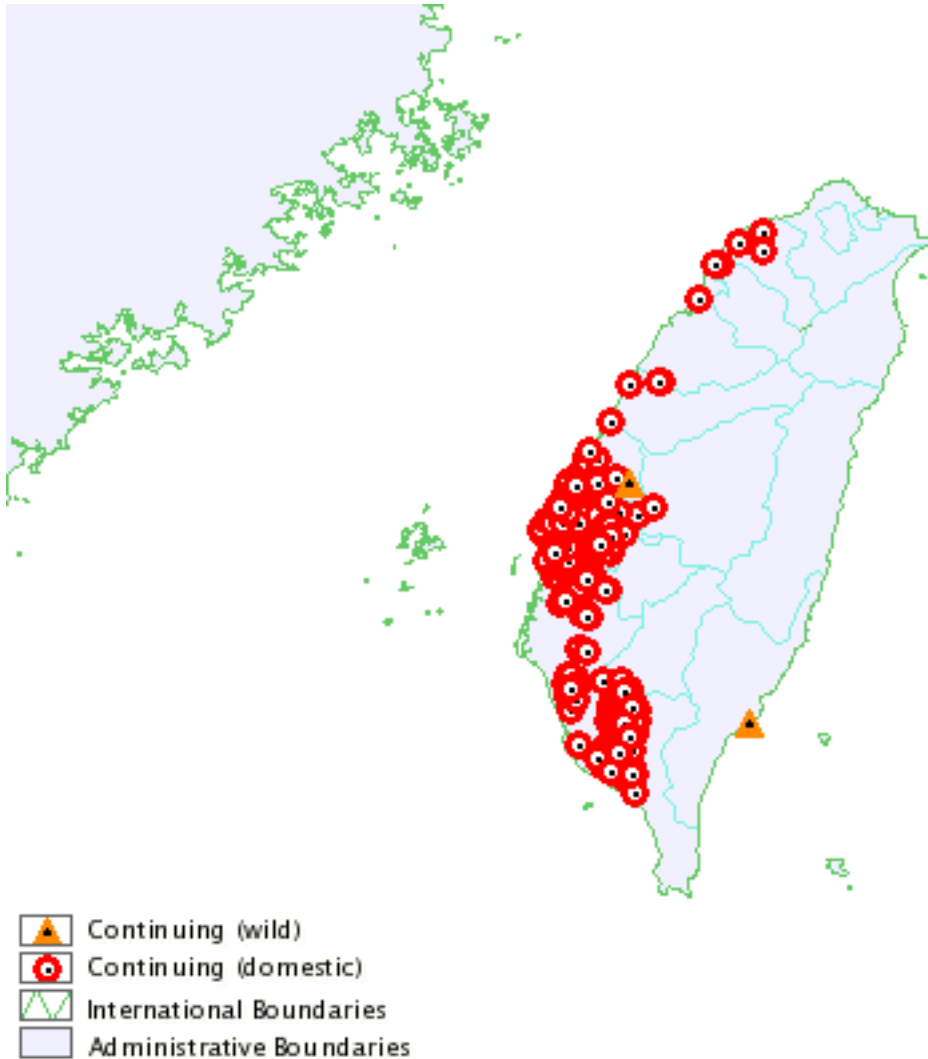 Continuing (wild)
Continuing (domestic)
International Boundaries
Administrative Boundaries